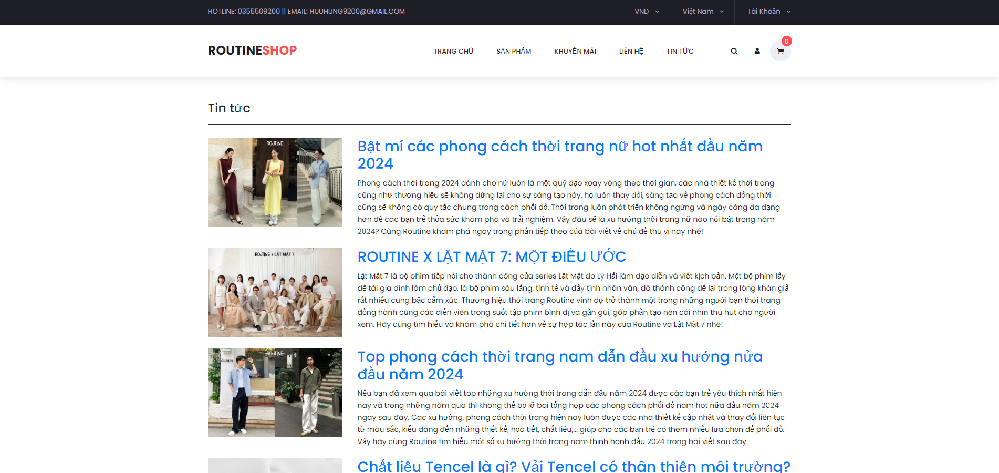 HOTLINE: 0355509200 || EMAIL: HUUHUNG9200@GMAIL.COM
VND
Việt Nam
Tài Khoản
ROUTINESHOP
TRANG CHỦ
SẢN PHẨM
KHUYẾN MÃI
LIÊN HỆ
TIN TỨC
0
Tin tức
ROUTINE
Bật mí các phong cách thời trang nữ hot nhất đầu năm
2024
Phong cách thời trang 2024 dành cho nữ luôn là một quỹ đạo xoay vòng theo thời gian, các nhà thiết kế thời trang
cũng như thương hiệu sẽ không dừng lại cho sự sáng tạo này, họ luôn thay đổi, sáng tạo về phong cách đồng thời
cũng sẽ không có quy tắc chung trong cách phối đồ. Thời trang luôn phát triển không ngừng và ngày càng đa dạng
hơn để các bạn trẻ thỏa sức khám phá và trải nghiệm. Vậy đâu sẽ là xu hướng thời trang nữ nào nổi bật trong năm
2024? Cùng Routine khám phá ngay trong phần tiếp theo của bài viết về chủ đề thú vị này nhé!
ROUTINE x LẬT MẶT 7
ROUTINE X LẬT MẶT 7: MỘT ĐIỀU ƯỚC
Lật Mặt 7 là bộ phim tiếp nối cho thành công của series Lật Mặt do Lý Hải làm đạo diễn và viết kịch bản. Một bộ phim lấy
đề tài gia đình làm chủ đạo, là bộ phim sâu lắng, tinh tế và đầy tính nhân văn, đã thành công để lại trong lòng khán giả
rất nhiều cung bậc cảm xúc. Thương hiệu thời trang Routine vinh dự trở thành một trong những người bạn thời trang
đồng hành cùng các diễn viên trong suốt tập phim bình dị và gần gũi, góp phần tạo nên cái nhìn thu hút cho người
xem. Hãy cùng tìm hiểu và khám phá chi tiết hơn về sự hợp tác lần này của Routine và Lật Mặt 7 nhé!
ROUTINE
damm
Top phong cách thời trang nam dẫn đầu xu hướng nửa
đầu năm 2024
Nếu bạn đã xem qua bài viết top những xu hướng thời trang dẫn đầu năm 2024 được các bạn trẻ yêu thích nhất hiện
nay và trong những năm qua thì không thể bỏ lỡ bài tổng hợp các phong cách phối đồ nam hot nữa đầu năm 2024
ngay sau đây. Các xu hướng, phong cách thời trang hiện nay luôn được các nhà thiết kế cập nhật và thay đổi liên tục
từ màu sắc, kiểu dáng đến những thiết kế, họa tiết, chất liệu,... giúp cho các bạn trẻ có thêm nhiều lựa chọn để phối đồ.
Vậy hãy cùng Routine tìm hiểu một số xu hướng thời trang nam thịnh hành đầu 2024 trong bài viết sau đây.
Chất liệu Tencel là gì? Vải Tencel có thân thiện môi trường?